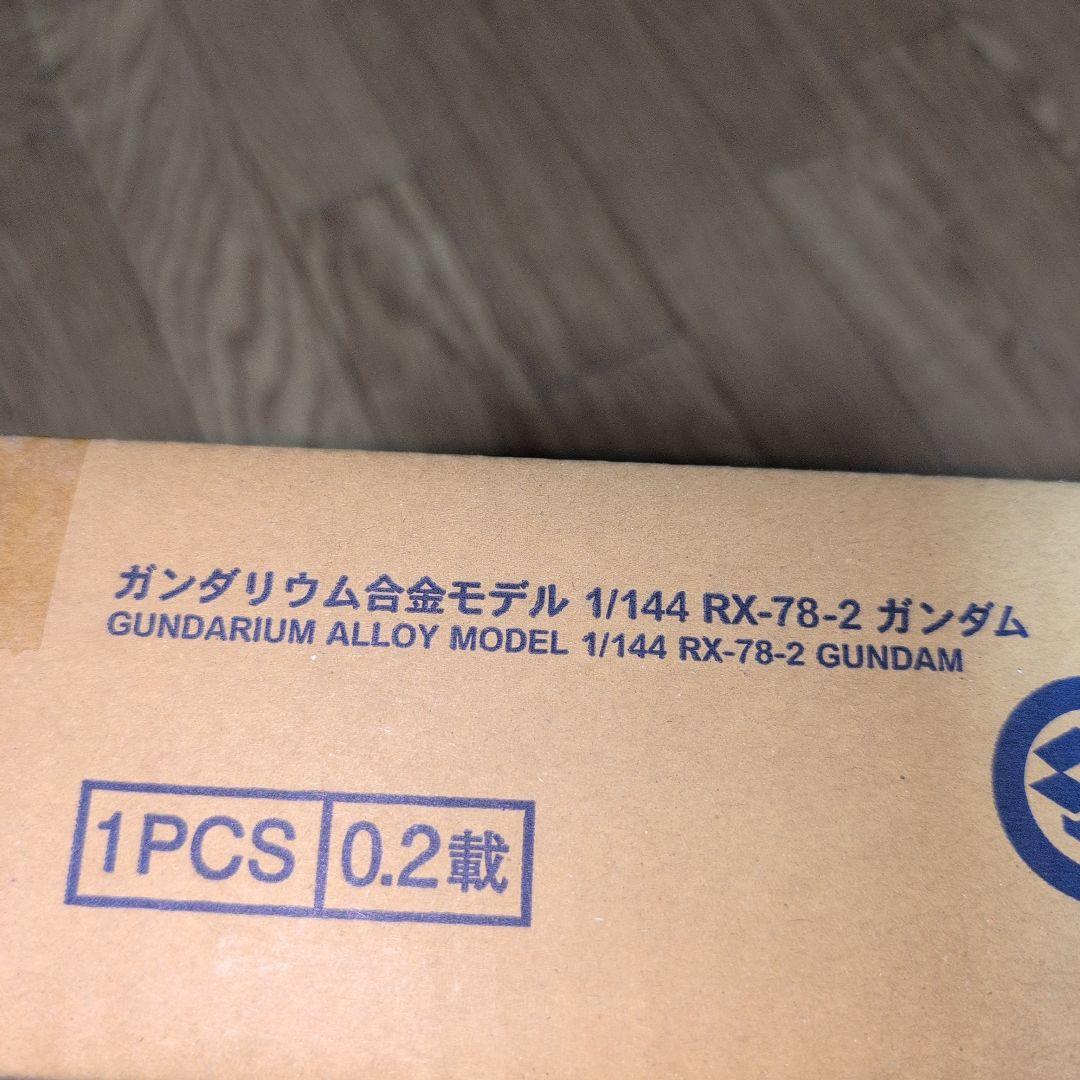 ガンダリウム合金モデル 1/144 RX-78-2 ガンダム
GUNDARIUM ALLOY MODEL 1/144 RX-78-2 GUNDAM
1PCS 0.2載